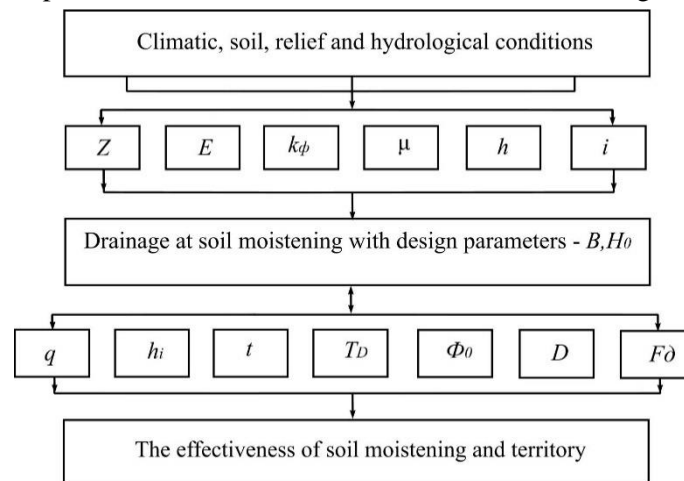 Climatic, soil, relief and hydrological conditions
Z E kф μ h i
Drainage at soil moistening with design parameters - B,H0
q hi t TD Φ0 D F∂
The effectiveness of soil moistening and territory